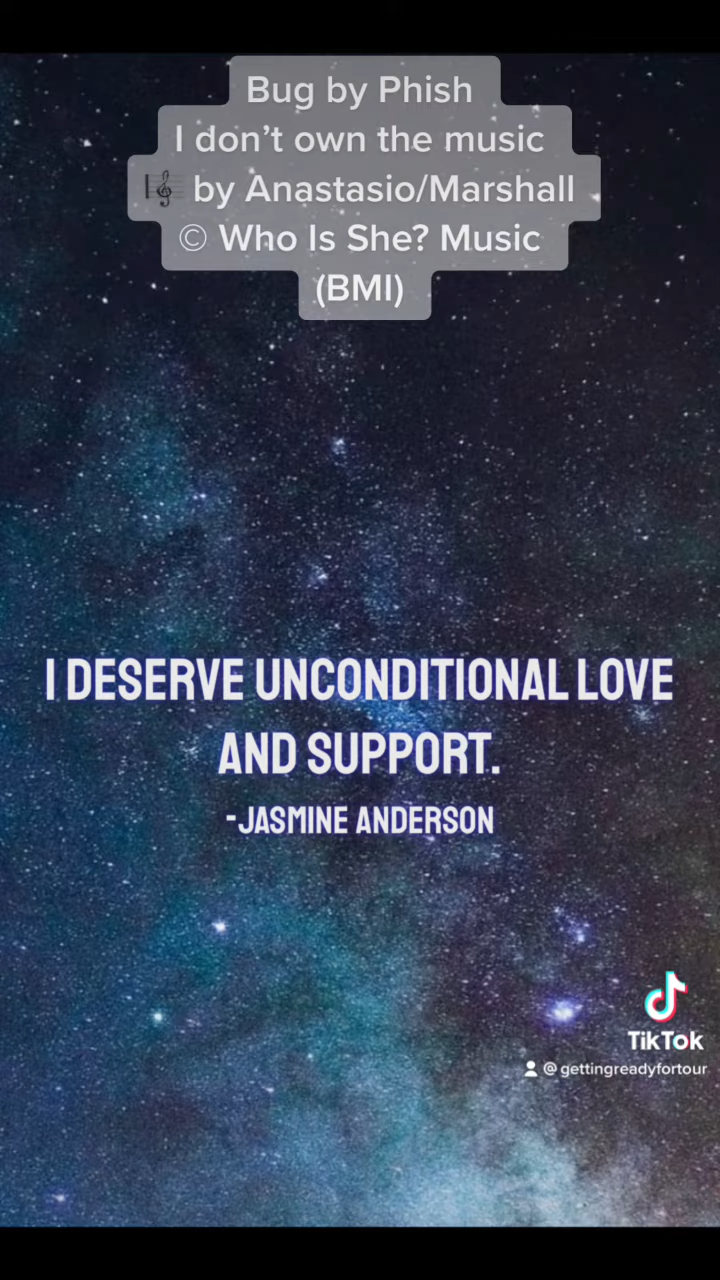 Bug by Phish
I don’t own the music
🎼 by Anastasio/Marshall
© Who Is She? Music
(BMI)
I DESERVE UNCONDITIONAL LOVE
AND SUPPORT.
-JASMINE ANDERSON
TikTok
@gettingreadyfortour